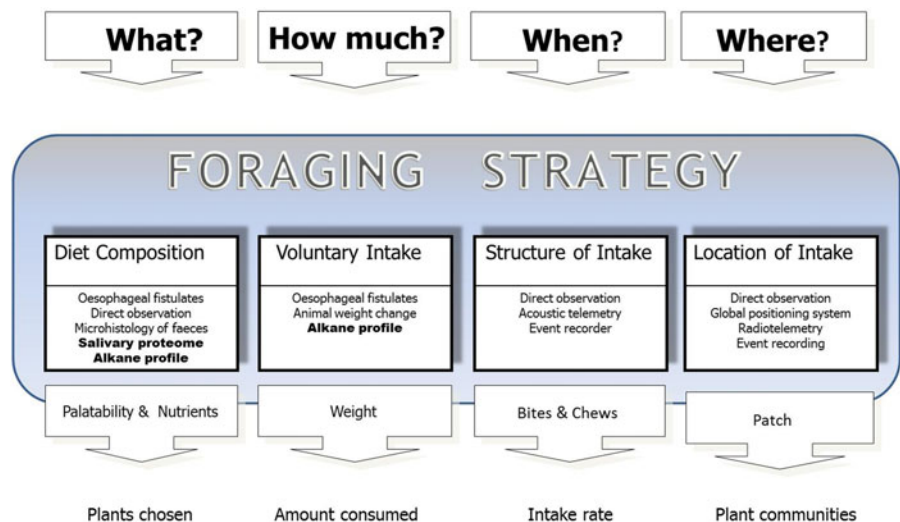 What? How much? When? Where?
FORAGING STRATEGY
Diet Composition
Oesophageal fistulates
Direct observation
Microhistology of faeces
Salivary proteome
Alkane profile
Voluntary Intake
Oesophageal fistulates
Animal weight change
Alkane profile
Structure of Intake
Direct observation
Acoustic telemetry
Event recorder
Location of Intake
Direct observation
Global positioning system
Radiotelemetry
Event recording
Palatability & Nutrients
Weight
Bites & Chews
Patch
Plants chosen
Amount consumed
Intake rate
Plant communities